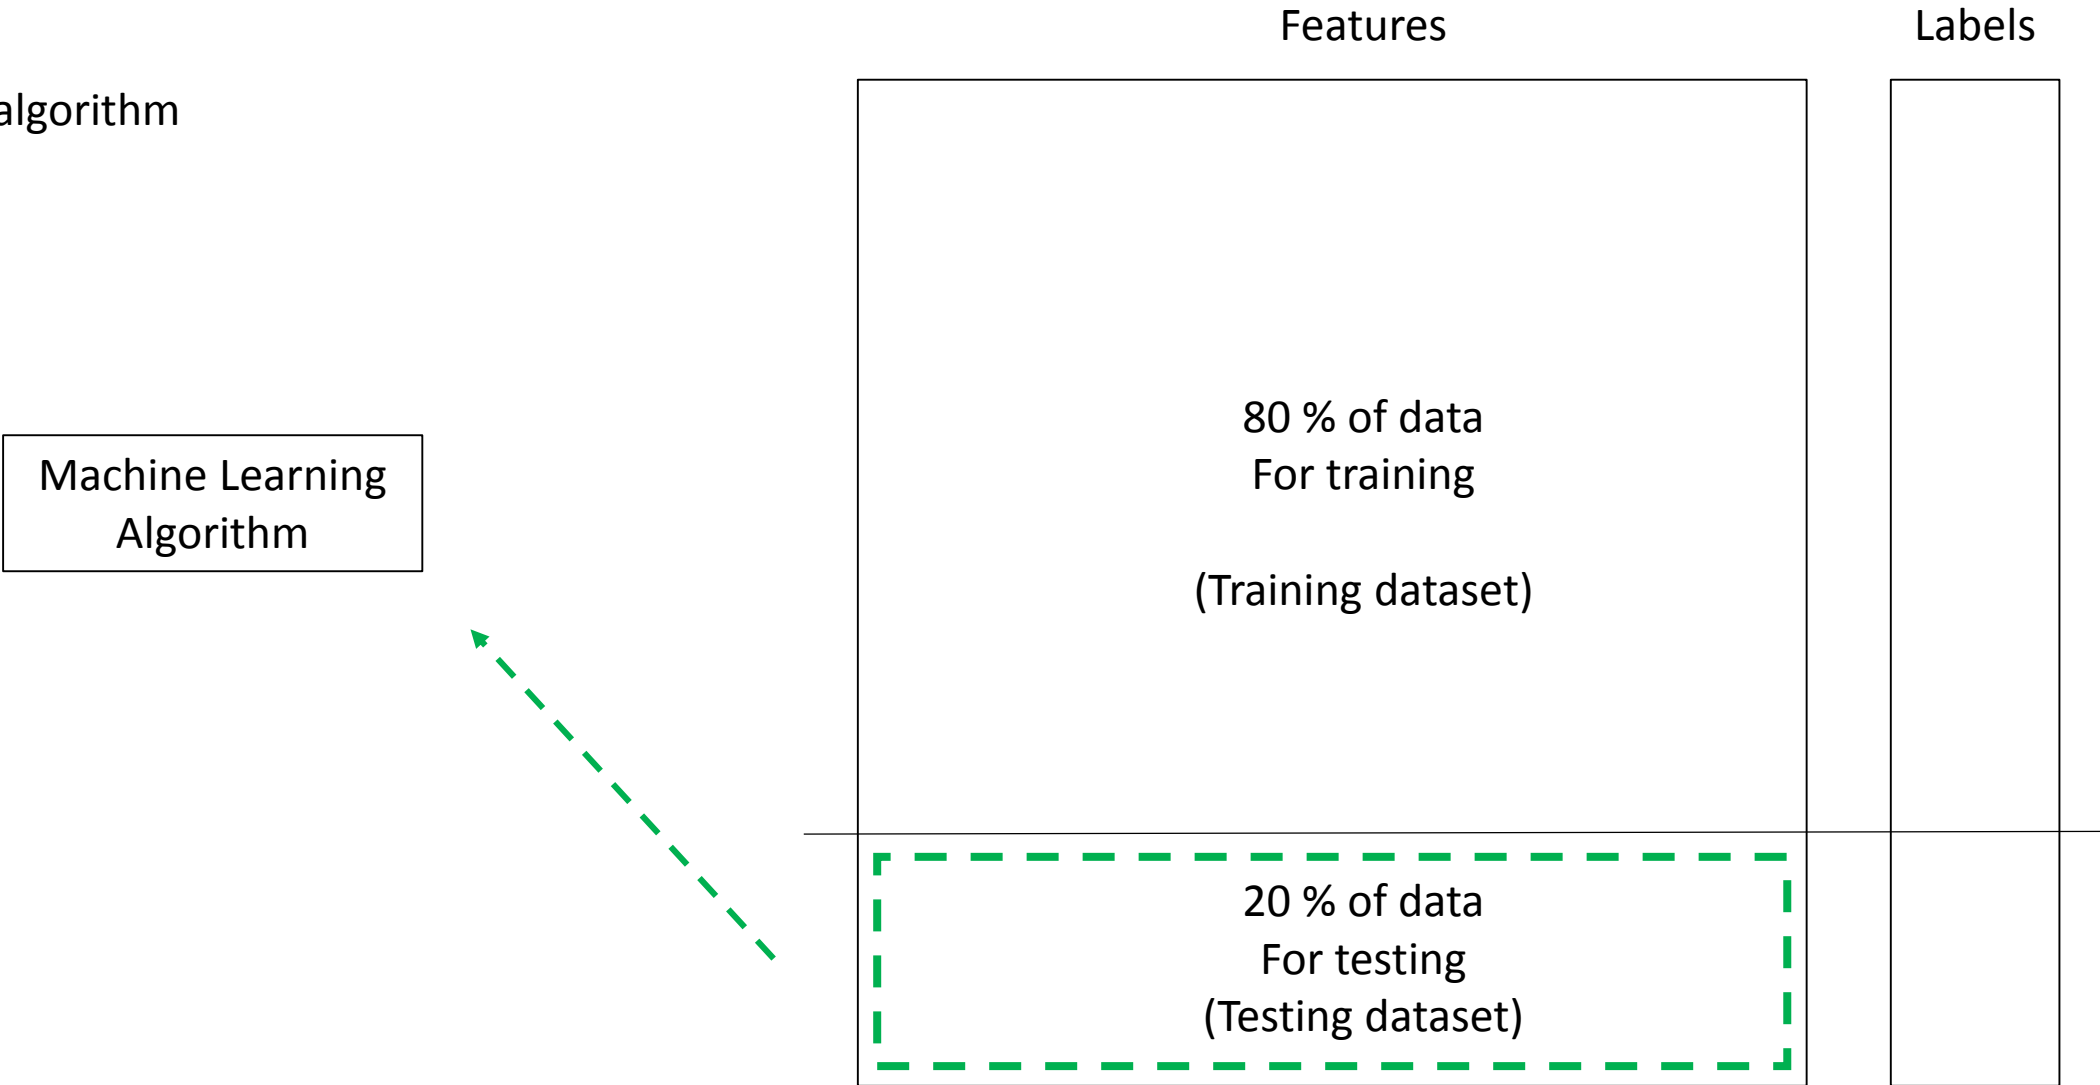 Features
Labels
algorithm
80 % of data
For training
(Training dataset)
Machine Learning
Algorithm
20 % of data
For testing
(Testing dataset)